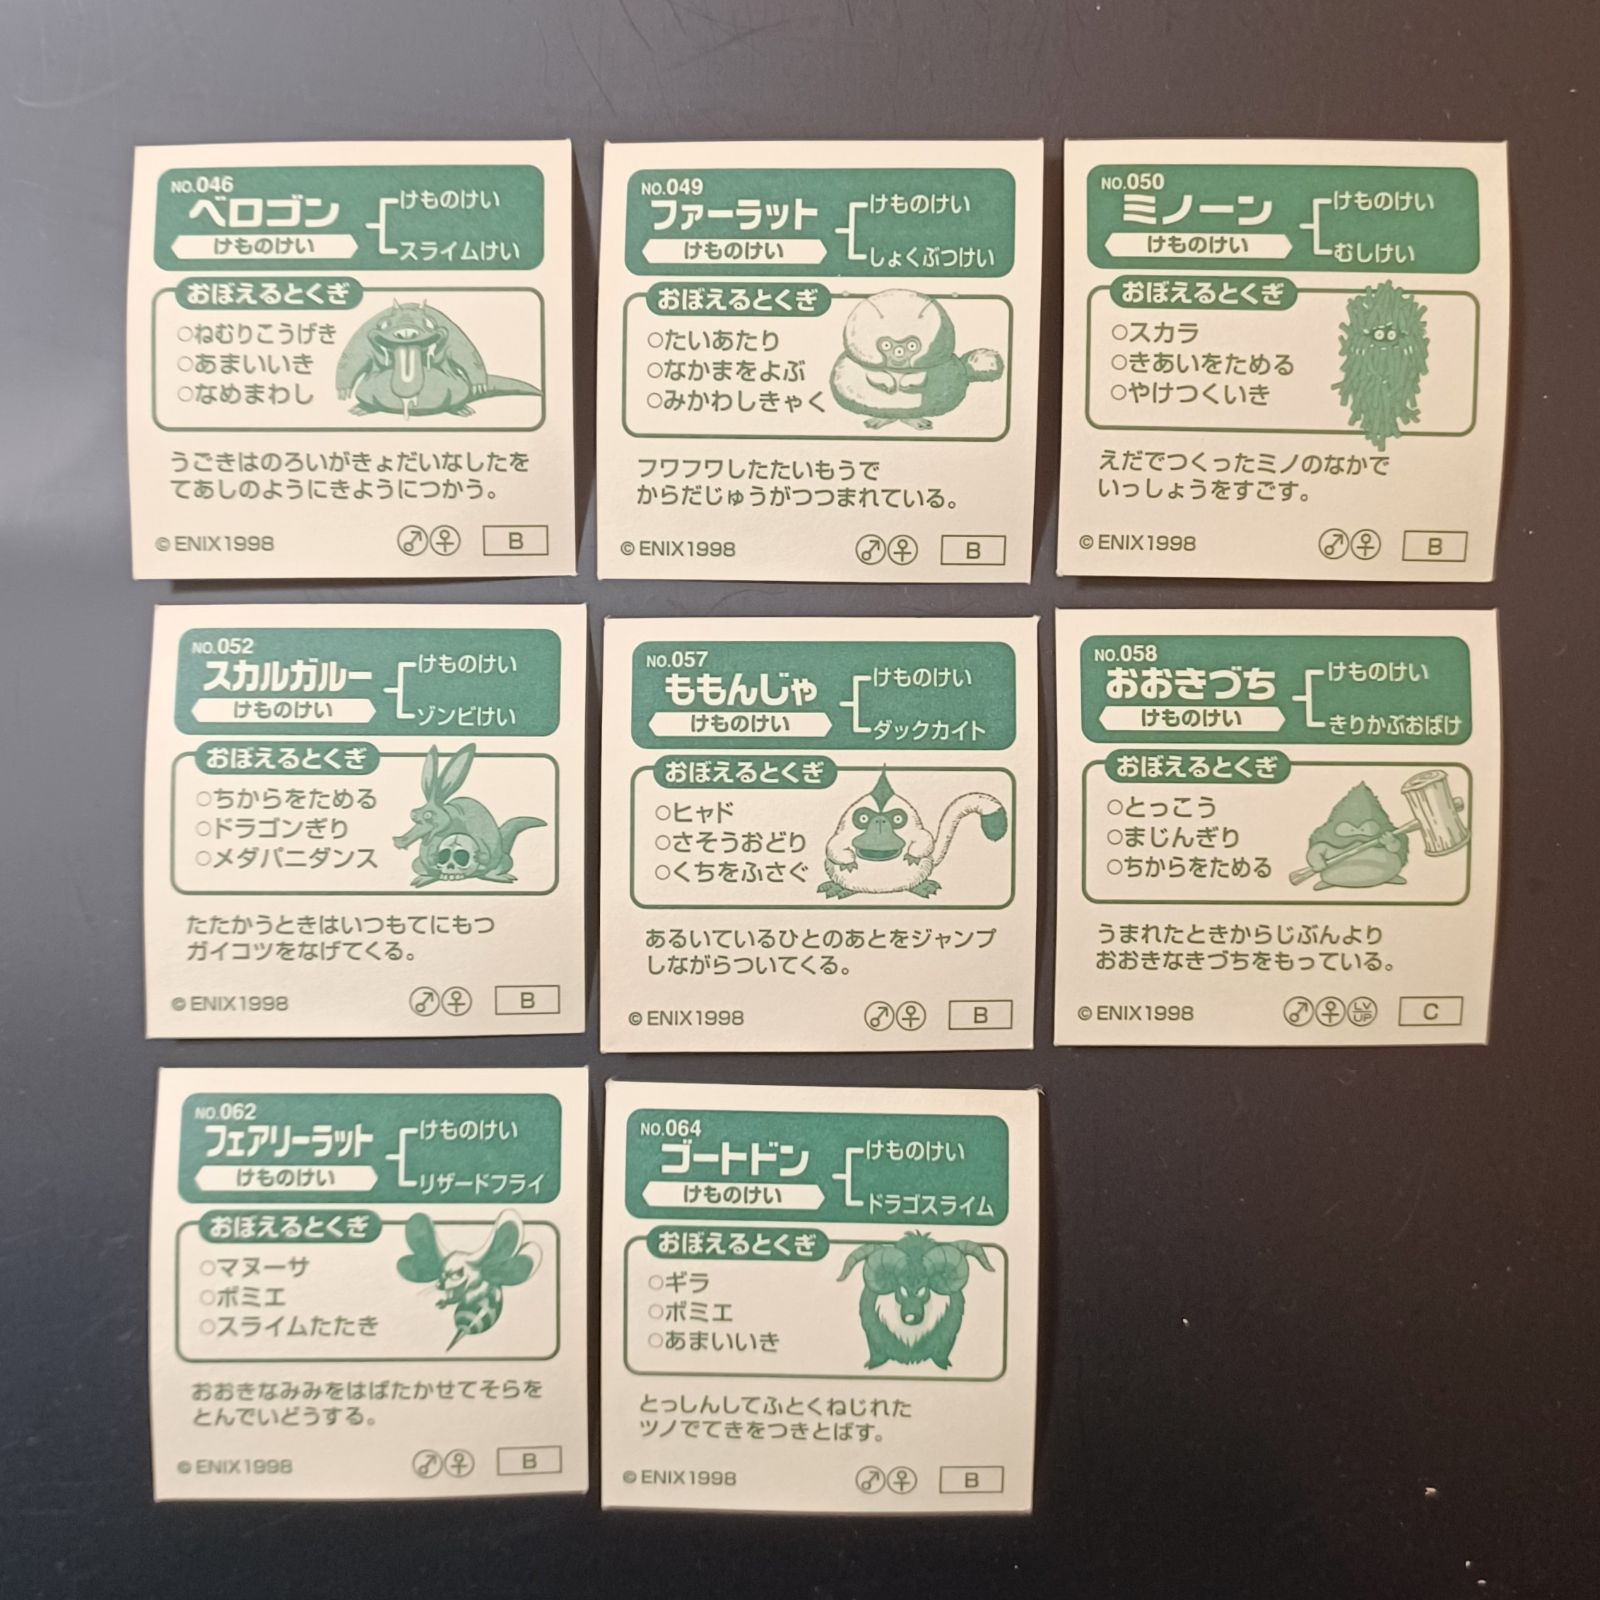 NO.046
ベロゴン
けものけい
けものけい
スライムけい
おぼえるとくぎ
○ねむりこうげき
○あまいいき
○なめまわし
うごきはのろいがきょだいなしたを
てあしのようにきようにつかう。
© ENIX1998
♂♀
B
NO.049
ファーラット
けものけい
けものけい
しょくぶつけい
おぼえるとくぎ
○たいあたり
○なかまをよぶ
○みかわしきゃく
フワフワしたたいもうで
からだじゅうがつつまれている。
© ENIX1998
♂♀
B
NO.050
ミノーン
けものけい
けものけい
むしけい
おぼえるとくぎ
○スカラ
○きあいをためる
○やけつくいき
えだでつくったミノのなかで
いっしょうをすごす。
© ENIX1998
♂♀
B
NO.052
スカルガルー
けものけい
けものけい
ゾンビけい
おぼえるとくぎ
○ちからをためる
○ドラゴンぎり
○メダパニダンス
たたかうときはいつもてにもつ
ガイコツをなげてくる。
© ENIX1998
♂♀
B
NO.057
ももんじゃ
けものけい
けものけい
ダックカイト
おぼえるとくぎ
○ヒャド
○さそうおどり
○くちをふさぐ
あるいているひとのあとをジャンプ
しながらついてくる。
© ENIX1998
♂♀
B
NO.058
おおきづち
けものけい
けものけい
きりかぶおばけ
おぼえるとくぎ
○とっこう
○まじんぎり
○ちからをためる
うまれたときからじぶんより
おおきなきづちをもっている。
© ENIX1998
♂♀LV UP
C
NO.062
フェアリーラット
けものけい
けものけい
リザードフライ
おぼえるとくぎ
○マヌーサ
○ボミエ
○スライムたたき
おおきなみみをはばたかせてそらを
とんでいどうする。
© ENIX1998
♂♀
B
NO.064
ゴートドン
けものけい
けものけい
ドラゴスライム
おぼえるとくぎ
○ギラ
○ボミエ
○あまいいき
とっしんしてふとくねじれた
ツノでてきをつきとばす。
© ENIX1998
♂♀
B